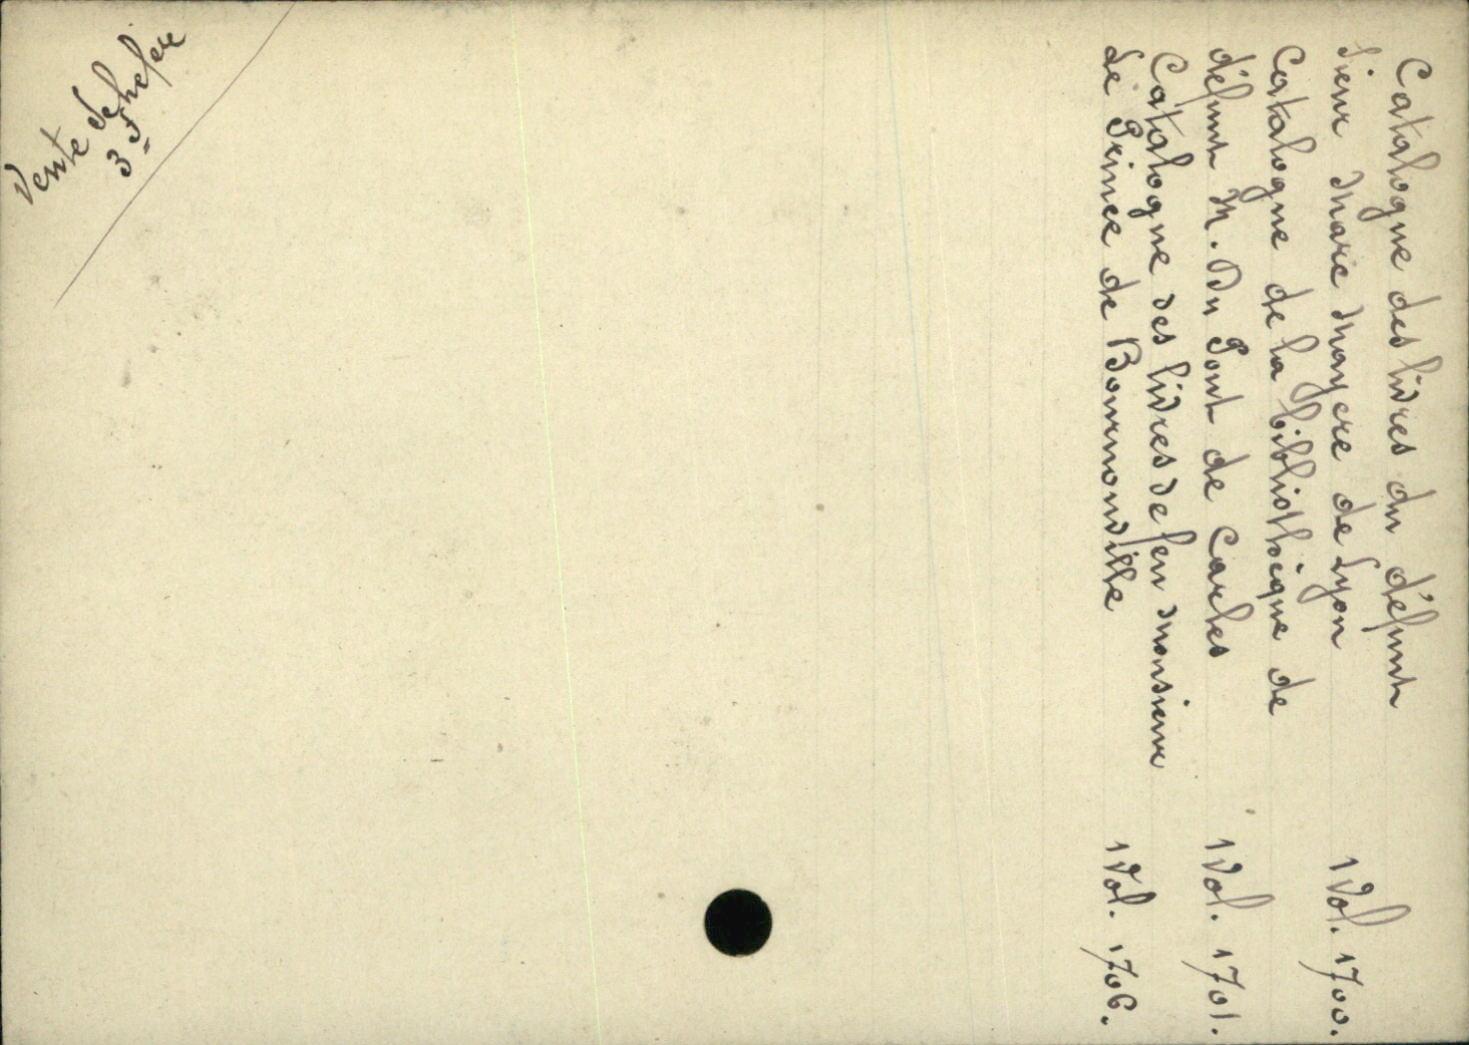 Catalogue des livres du défunt
Sieur Marc Mayere de Lyon 1 Vol. 1700.
Catalogue de la bibliothèque de
défunt M. Du Pont de Carles 1 Vol. 1701.
Catalogue des livres de feu Monsieur
Le Prince de Bournonville 1 Vol. 1706.
Vente